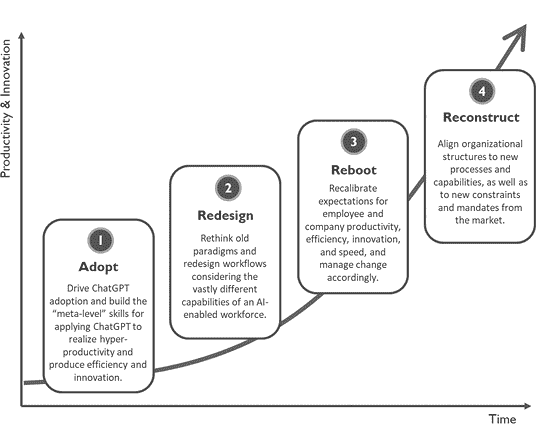 Productivity & Innovation
1
Adopt
Drive ChatGPT
adoption and build the
“meta-level” skills for
applying ChatGPT to
realize hyper-
productivity and
produce efficiency and
innovation.
2
Redesign
Rethink old
paradigms and
redesign workflows
considering the
vastly different
capabilities of an AI-
enabled workforce.
3
Reboot
Recalibrate
expectations for
employee and
company productivity,
efficiency, innovation,
and speed, and
manage change
accordingly.
4
Reconstruct
Align organizational
structures to new
processes and
capabilities, as well as
to new constraints
and mandates from
the market.
Time